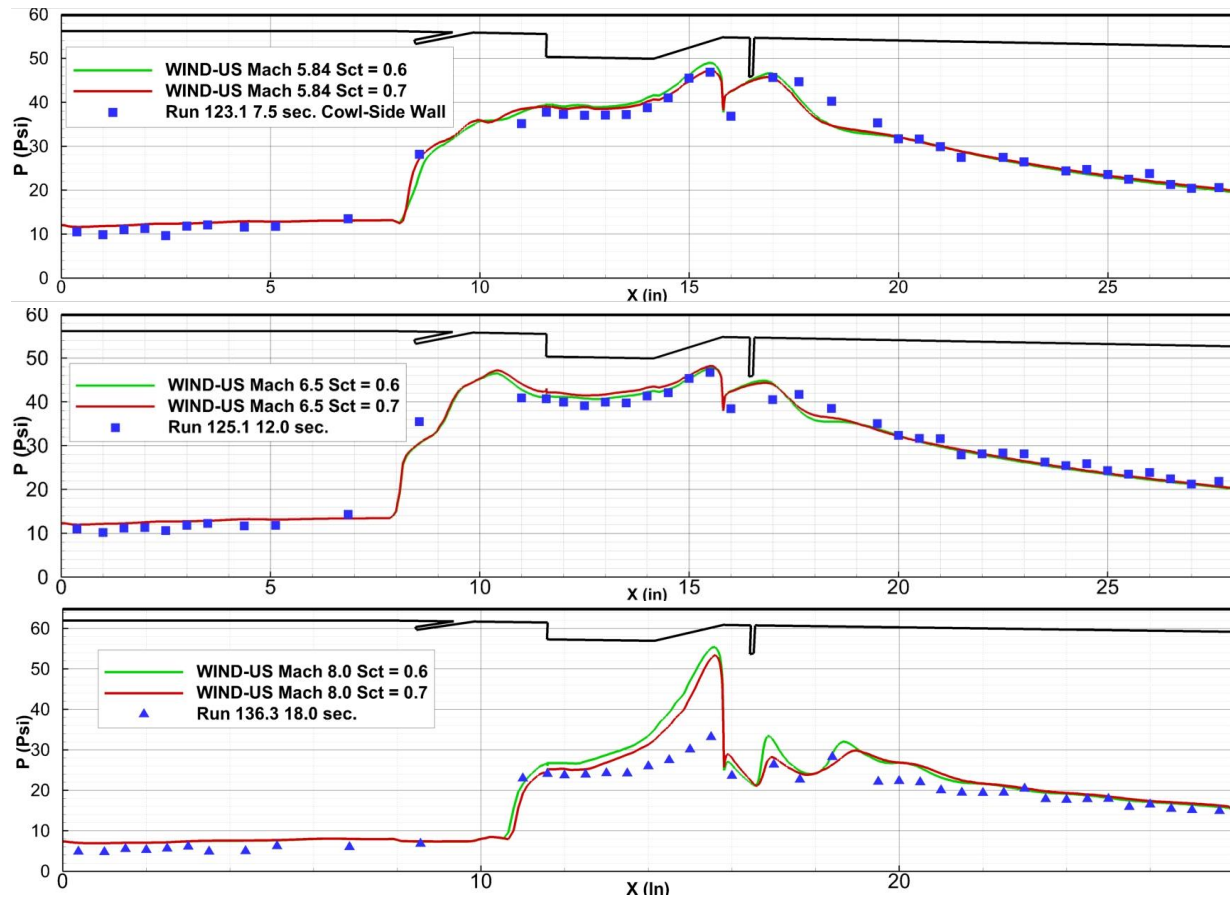 60
50
40
30
20
10
0
P (Psi)
WIND-US Mach 5.84 Sct = 0.6
WIND-US Mach 5.84 Sct = 0.7
Run 123.1 7.5 sec. Cowl-Side Wall
0 5 10 15 20 25
X (in)
60
50
40
30
20
10
0
P (Psi)
WIND-US Mach 6.5 Sct = 0.6
WIND-US Mach 6.5 Sct = 0.7
Run 125.1 12.0 sec.
0 5 10 15 20 25
X (in)
60
50
40
30
20
10
0
P (Psi)
WIND-US Mach 8.0 Sct = 0.6
WIND-US Mach 8.0 Sct = 0.7
Run 136.3 18.0 sec.
0 10 20
X (In)